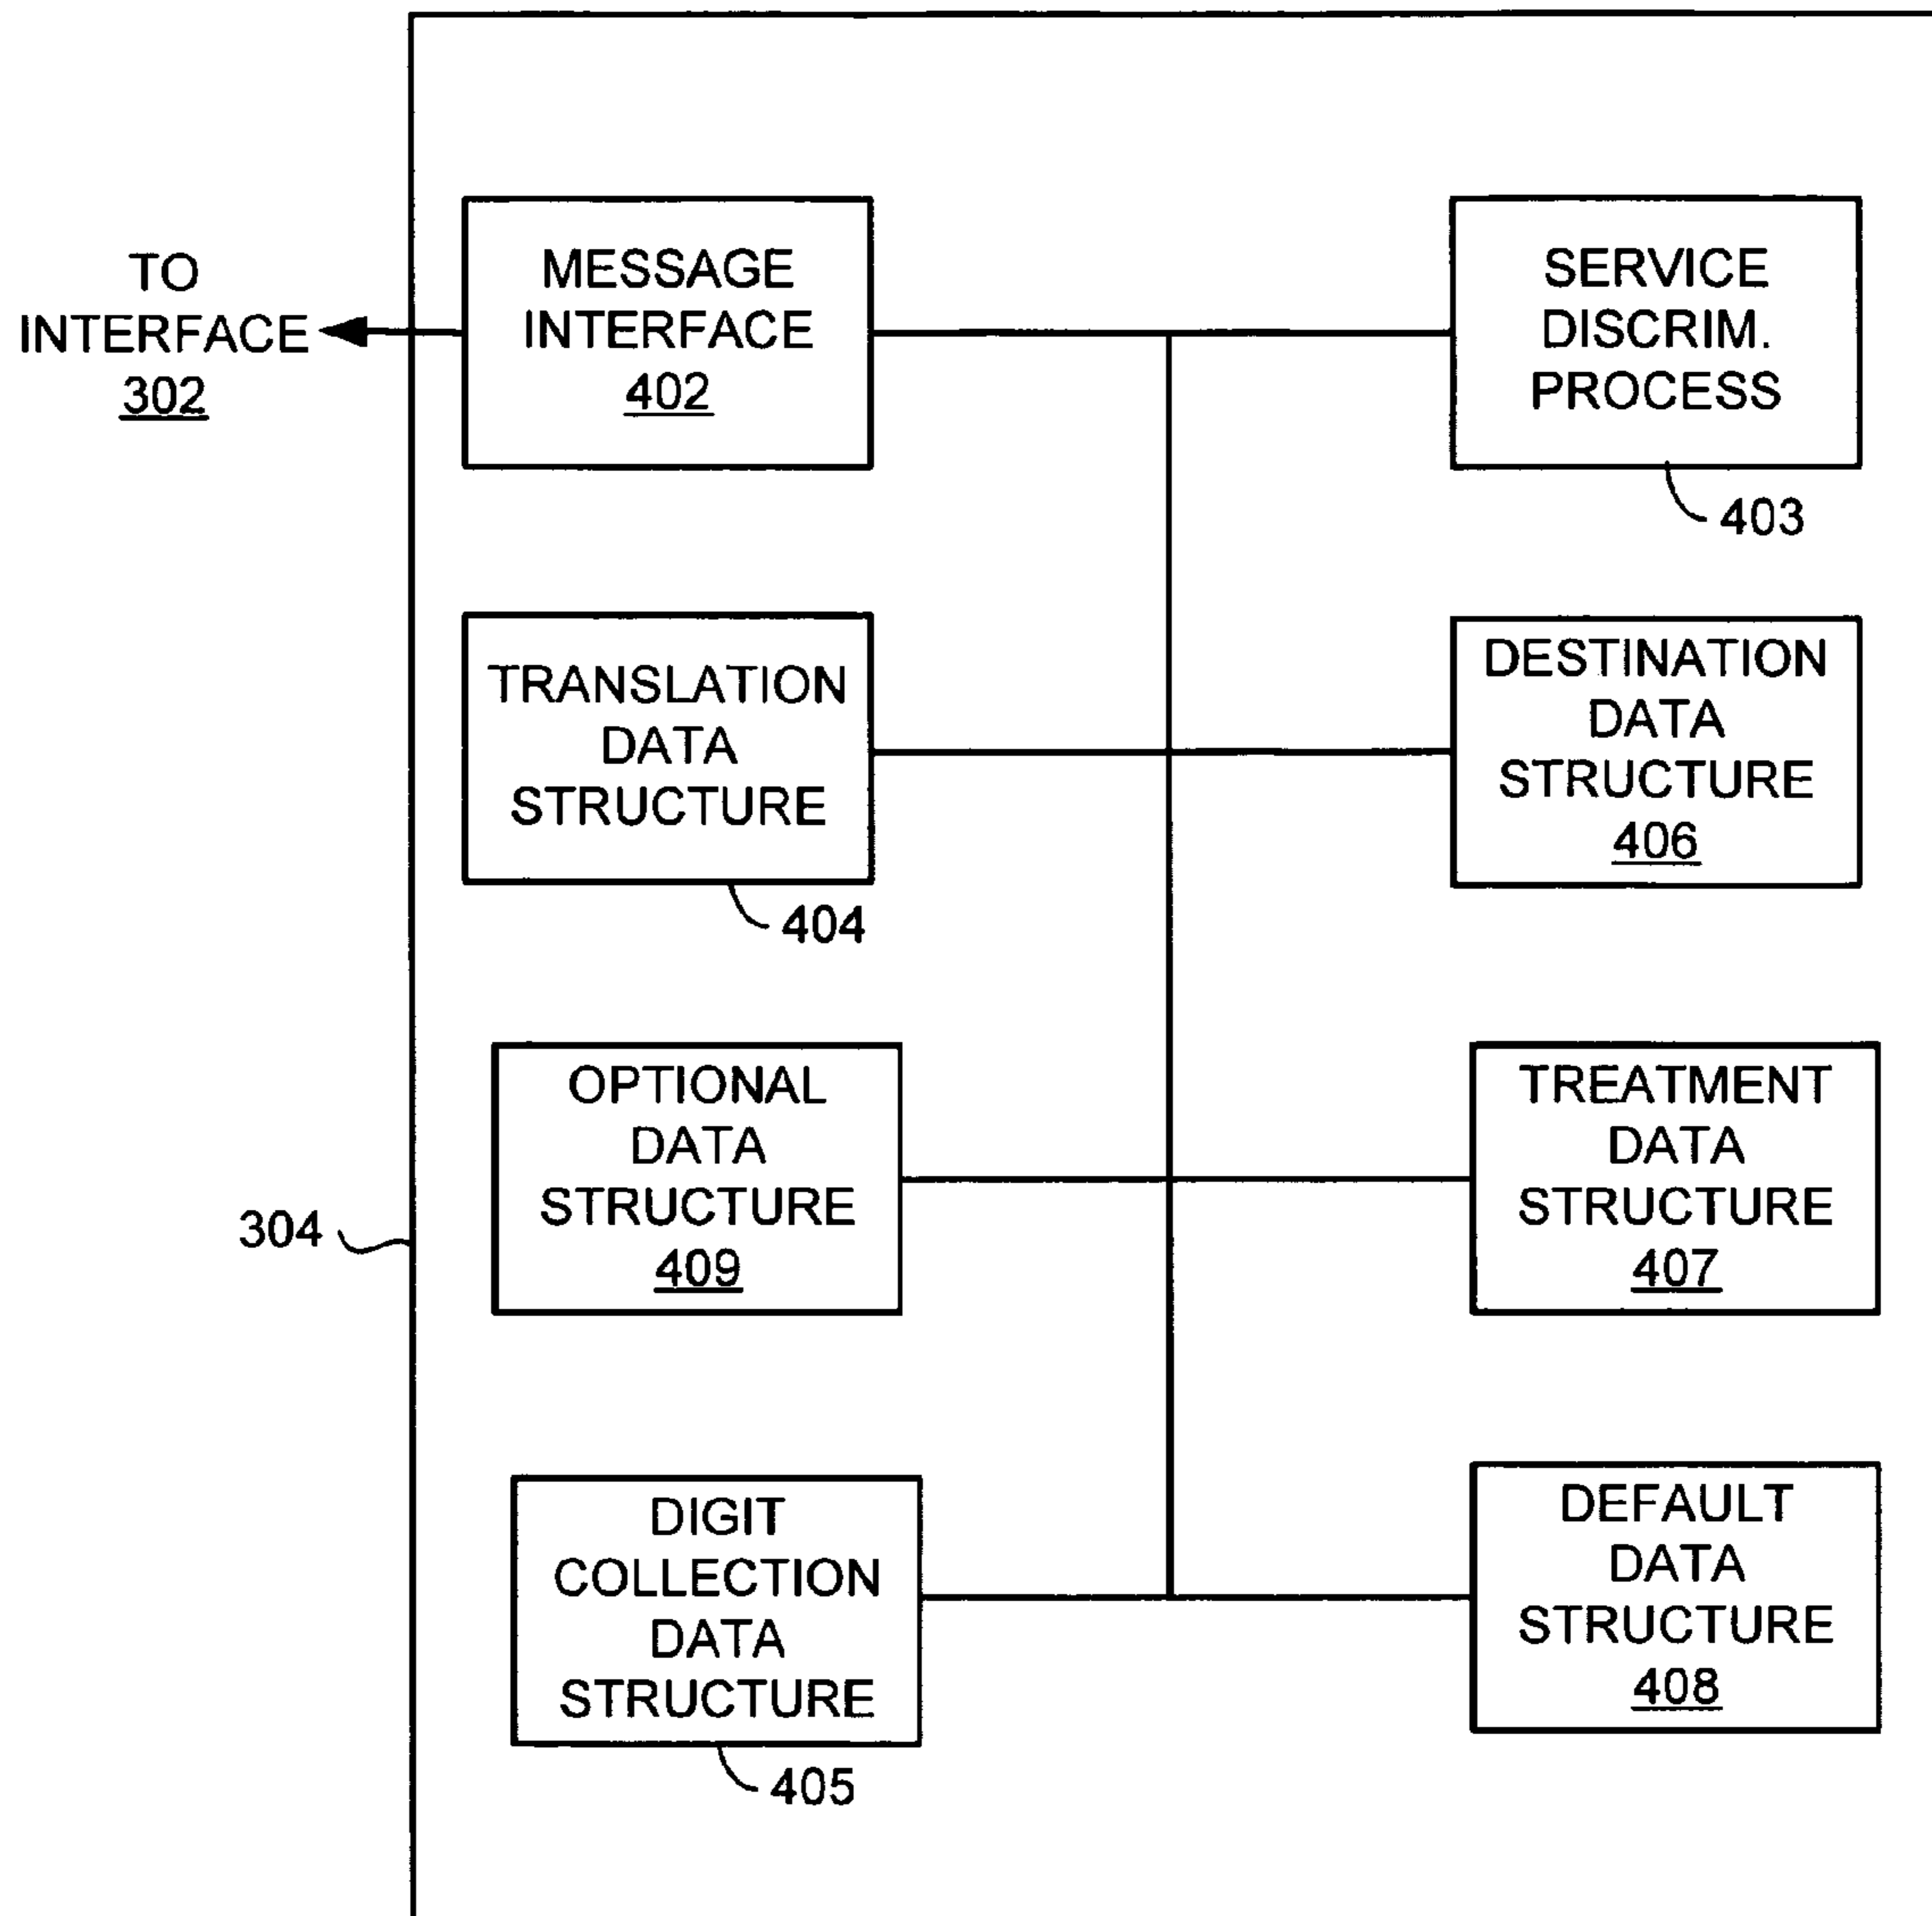 TO
INTERFACE
302
MESSAGE
INTERFACE
402
SERVICE
DISCRIM.
PROCESS
403
TRANSLATION
DATA
STRUCTURE
404
DESTINATION
DATA
STRUCTURE
406
304
OPTIONAL
DATA
STRUCTURE
409
TREATMENT
DATA
STRUCTURE
407
DIGIT
COLLECTION
DATA
STRUCTURE
405
DEFAULT
DATA
STRUCTURE
408